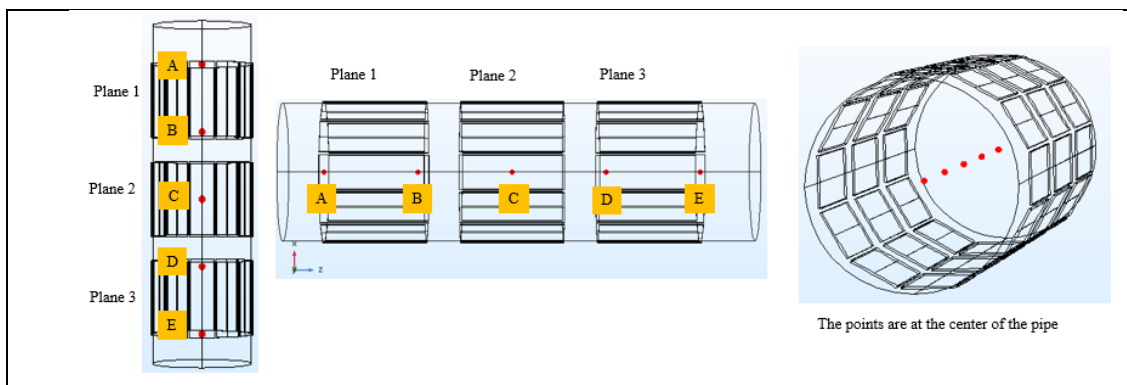 Plane 1
A
B
Plane 2
C
Plane 3
D
E
Plane 1
Plane 2
Plane 3
A
B
C
D
E
x
z
The points are at the center of the pipe